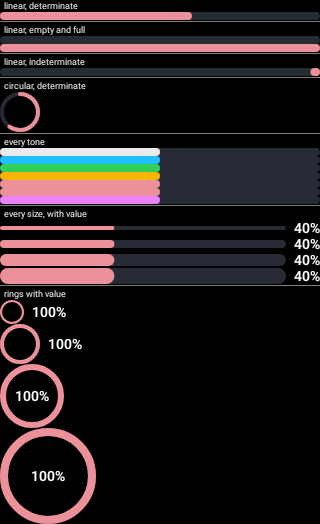 linear, determinate
linear, empty and full
linear, indeterminate
circular, determinate
every tone
every size, with value
40%
40%
40%
40%
rings with value
100%
100%
100%
100%